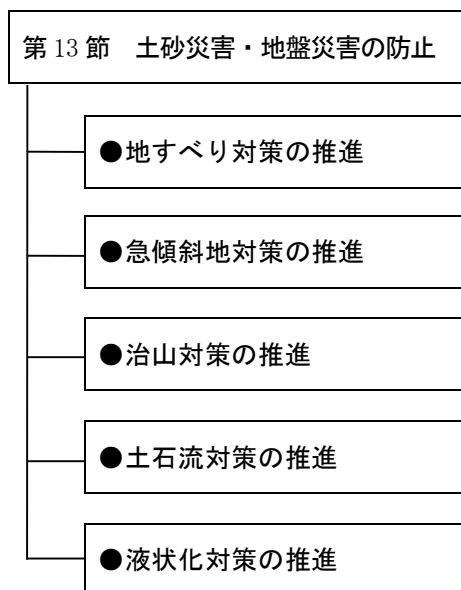 第13節　土砂災害・地盤災害の防止
●地すべり対策の推進
●急傾斜地対策の推進
●治山対策の推進
●土石流対策の推進
●液状化対策の推進